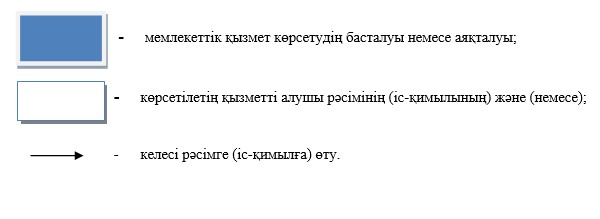 - мемлекеттік қызмет көрсетудің басталуы немесе аяқталуы;
- көрсетілетің қызметті алушы рәсімінің (іс-қимылының) және (немесе);
- келесі рәсімге (іс-қимылға) өту.